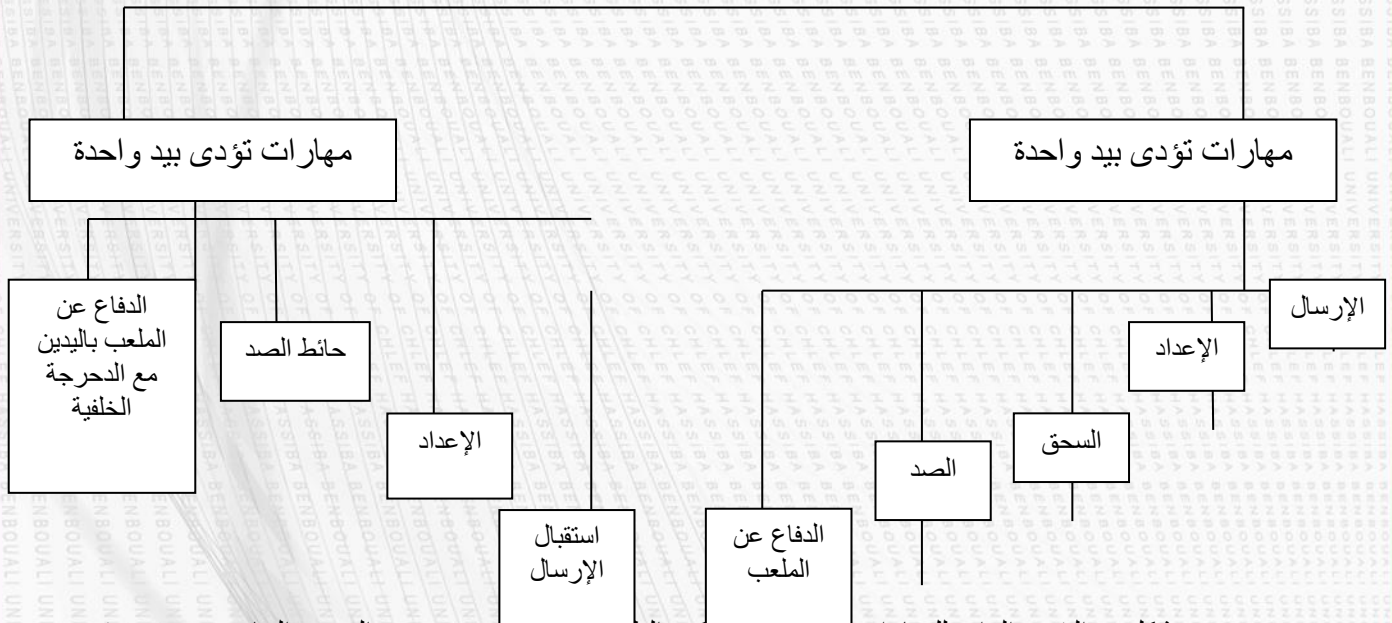 مهارات تؤدى بيد واحدة
مهارات تؤدى بيد واحدة
الإرسال
الإعداد
السحق
الصد
الدفاع عن
الملعب
الدفاع عن
الملعب باليدين
مع الدحرجة
الخلفية
حائط الصد
الإعداد
استقبال
الإرسال